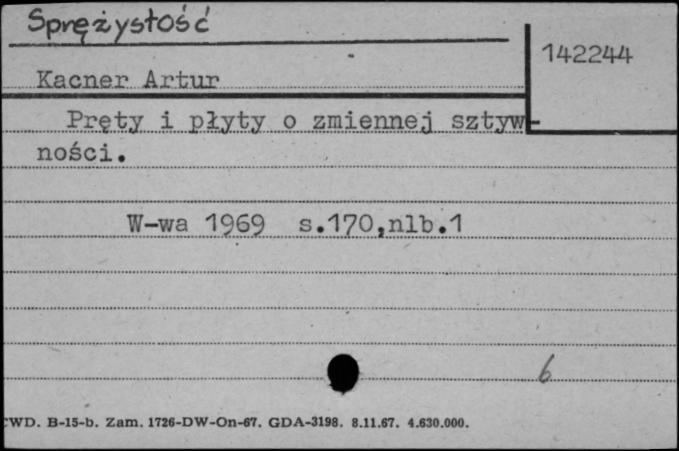 Sprężystość
142244
Kacner Artur
Pręty i płyty o zmiennej sztyw-
ności.
W-wa 1969 s.170,nlb.1
6
CWD. B-15-b. Zam. 1726-DW-On-67. GDA-3198. 8.11.67. 4.630.000.